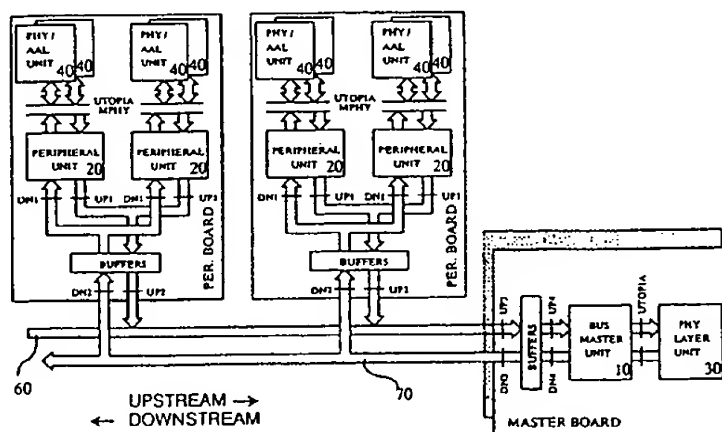 PHY/
AAL
UNIT
40
40
PHY/
AAL
UNIT
40
40
UTOPIA
MPHY
PERIPHERAL
UNIT
20
PERIPHERAL
UNIT
20
DN1
UP1
DN1
UP1
BUFFERS
DN2
UP2
PER. BOARD
PHY/
AAL
UNIT
40
40
PHY/
AAL
UNIT
40
40
UTOPIA
MPHY
PERIPHERAL
UNIT
20
PERIPHERAL
UNIT
20
DN1
UP1
DN1
UP1
BUFFERS
DN2
UP2
PER. BOARD
UP3
DN3
BUFFERS
UP4
DN4
BUS
MASTER
UNIT
10
UTOPIA
PHY
LAYER
UNIT
30
MASTER BOARD
60
70
UPSTREAM →
← DOWNSTREAM